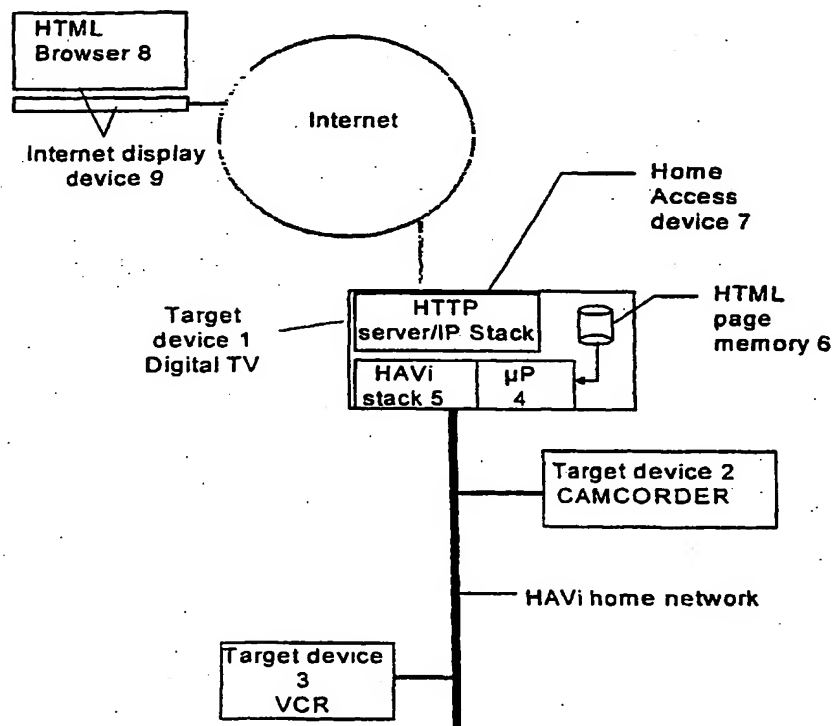 HTML
Browser 8
Internet
Internet display
device 9
Home
Access
device 7
Target
device 1
Digital TV
HTTP
server/IP Stack
HTML
page
memory 6
HAVi
stack 5
µP
4
Target device 2
CAMCORDER
HAVi home network
Target device
3
VCR